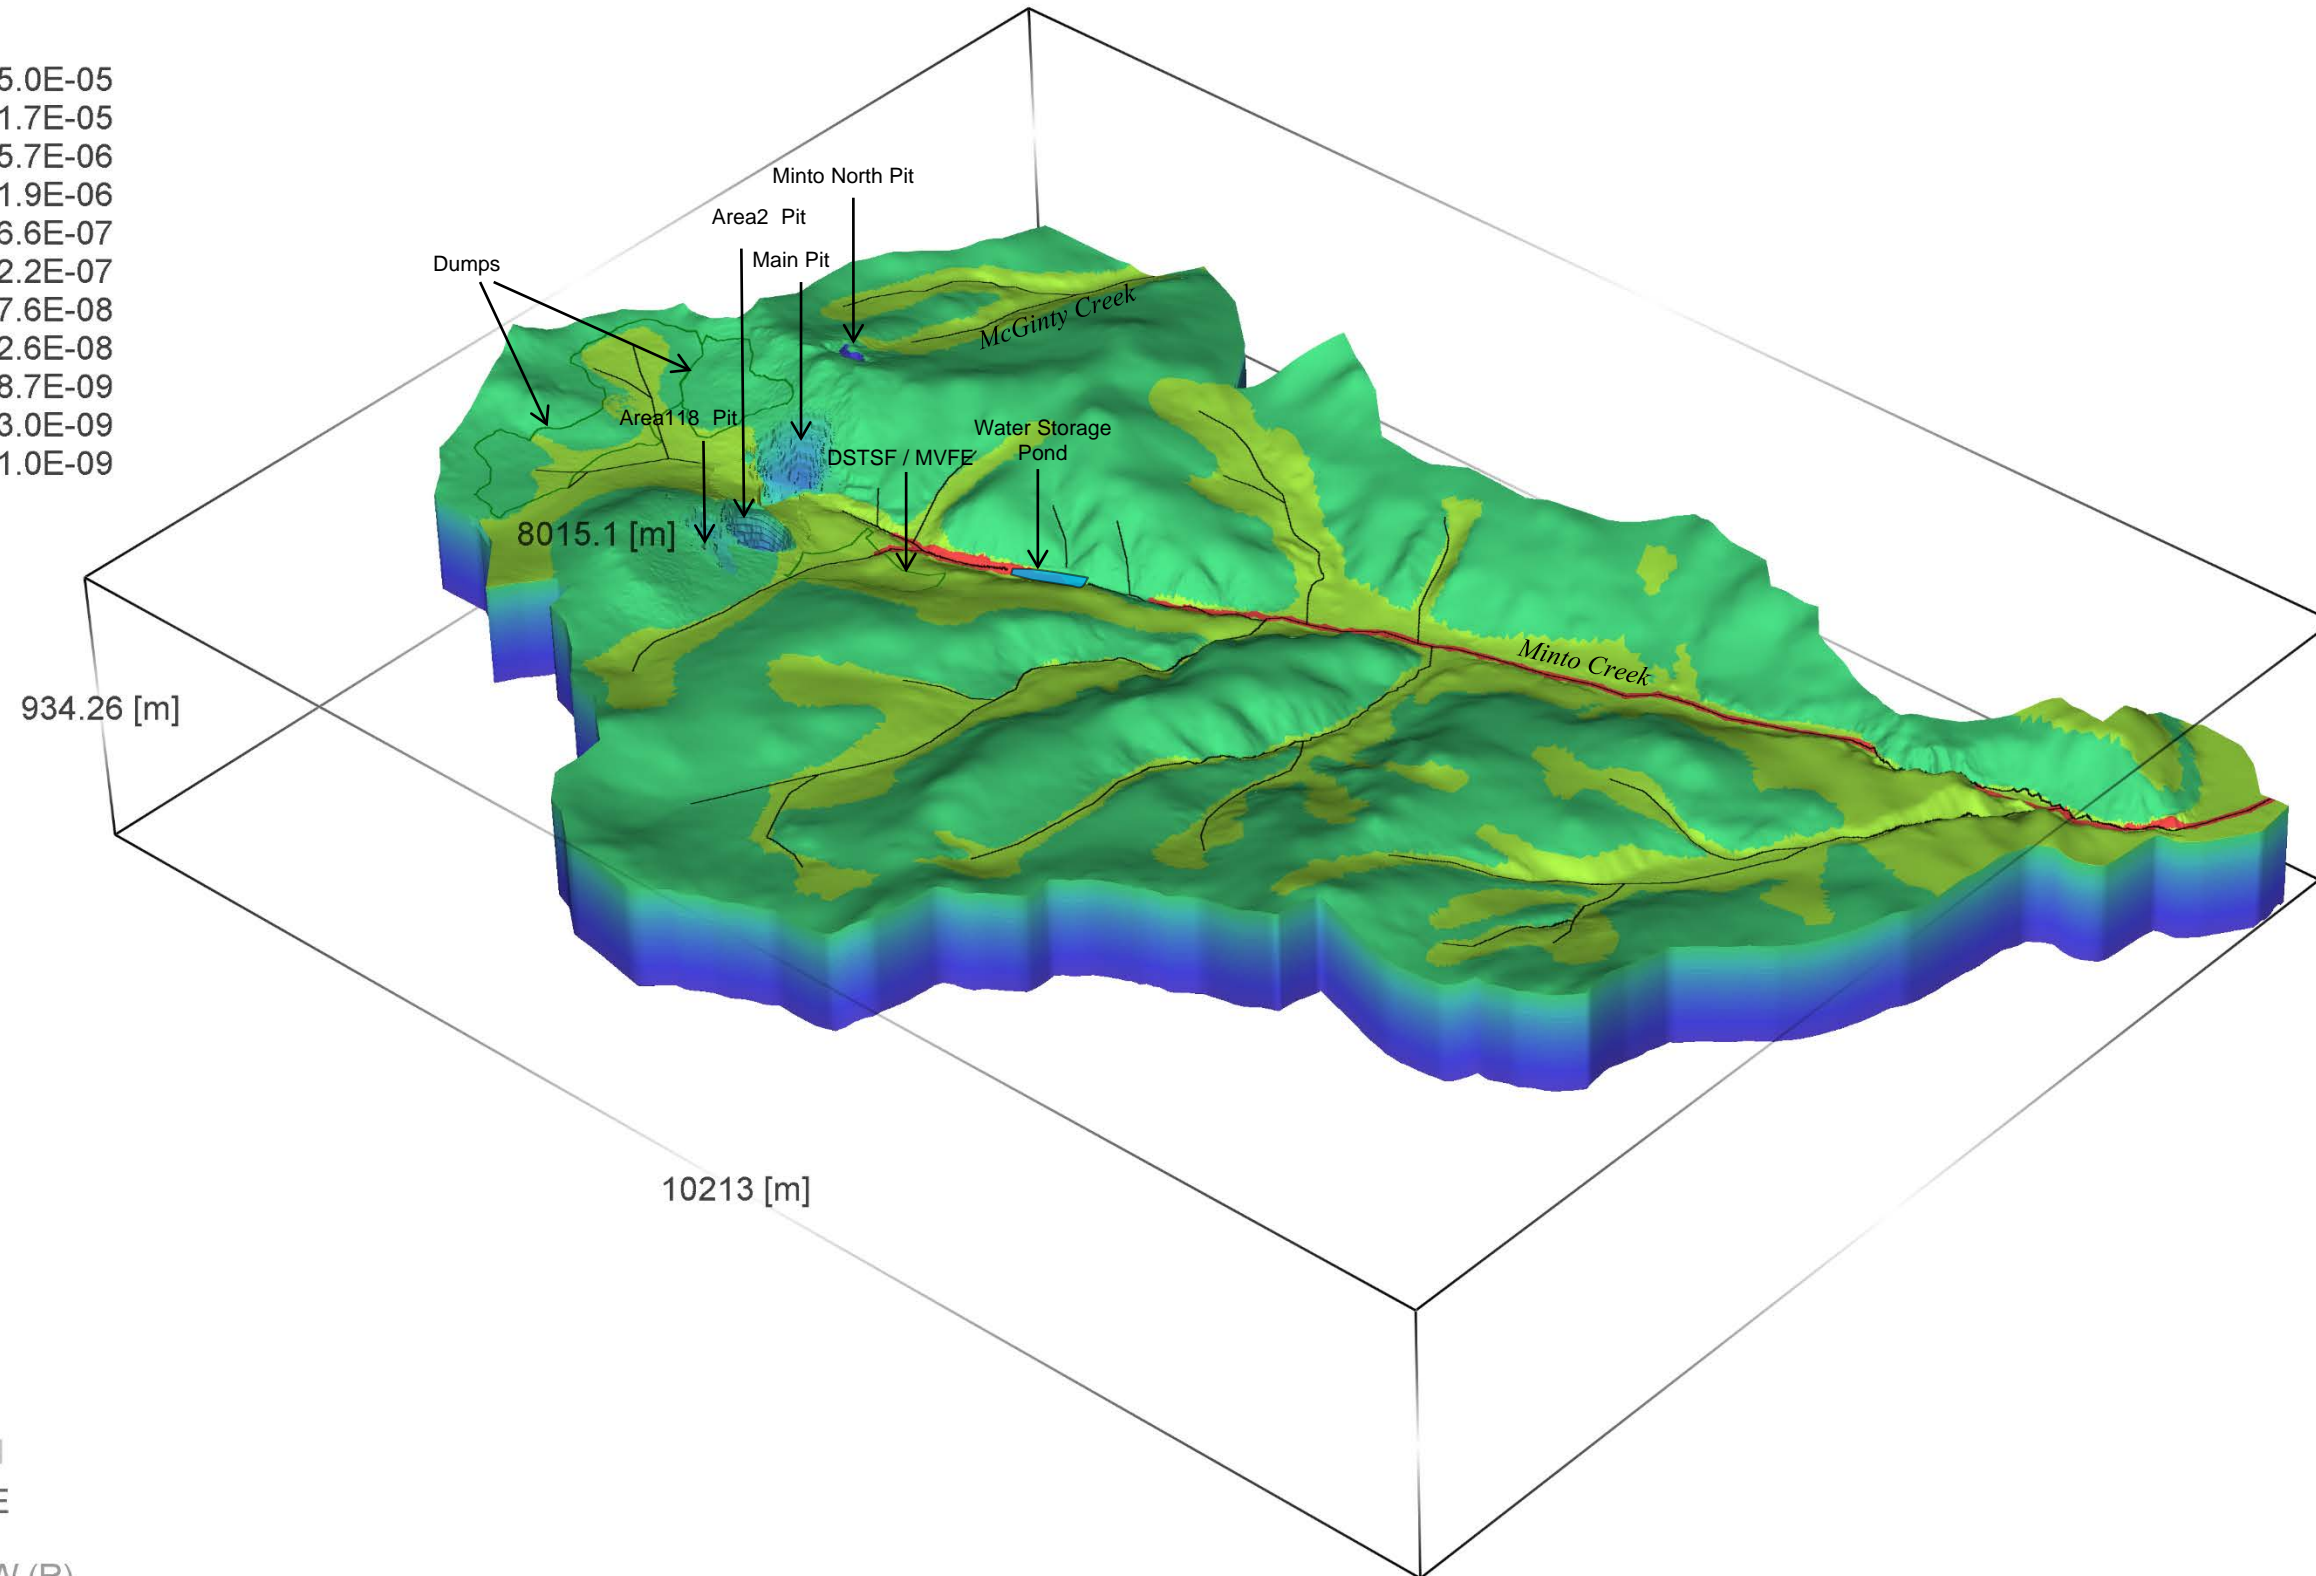 5.0E-05
1.7E-05
5.7E-06
1.9E-06
6.6E-07
2.2E-07
7.6E-08
2.6E-08
8.7E-09
3.0E-09
1.0E-09
Minto North Pit
Area2 Pit
Main Pit
Dumps
McGinty Creek
Area118 Pit
DSTSF / MVFE
Water Storage
Pond
8015.1 [m]
Minto Creek
934.26 [m]
10213 [m]
E
(R)